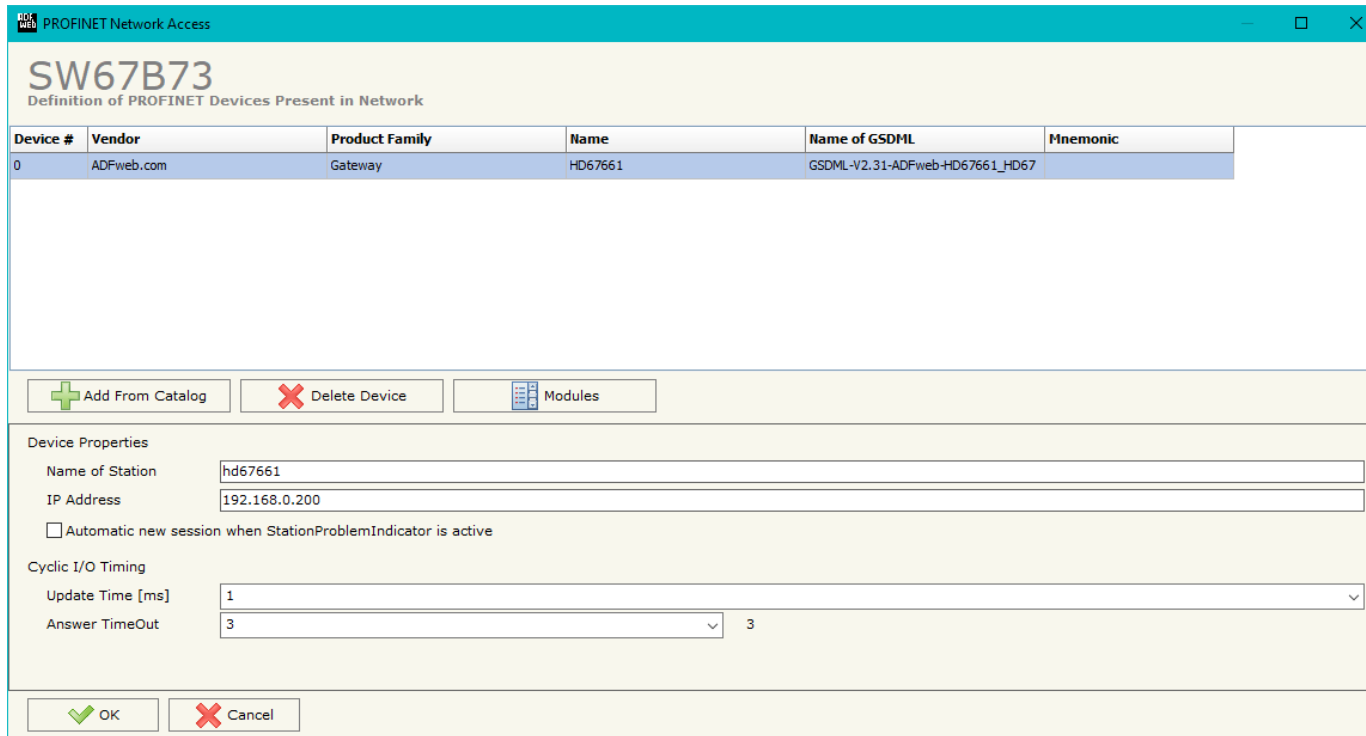 ADF WEB PROFINET Network Access
SW67B73
Definition of PROFINET Devices Present in Network
Device # Vendor Product Family Name Name of GSDML Mnemonic
0 ADFweb.com Gateway HD67661 GSDML-V2.31-ADFweb-HD67661_HD67
Add From Catalog Delete Device Modules
Device Properties
Name of Station hd67661
IP Address 192.168.0.200
Automatic new session when StationProblemIndicator is active
Cyclic I/O Timing
Update Time [ms] 1
Answer TimeOut 3 3
OK Cancel